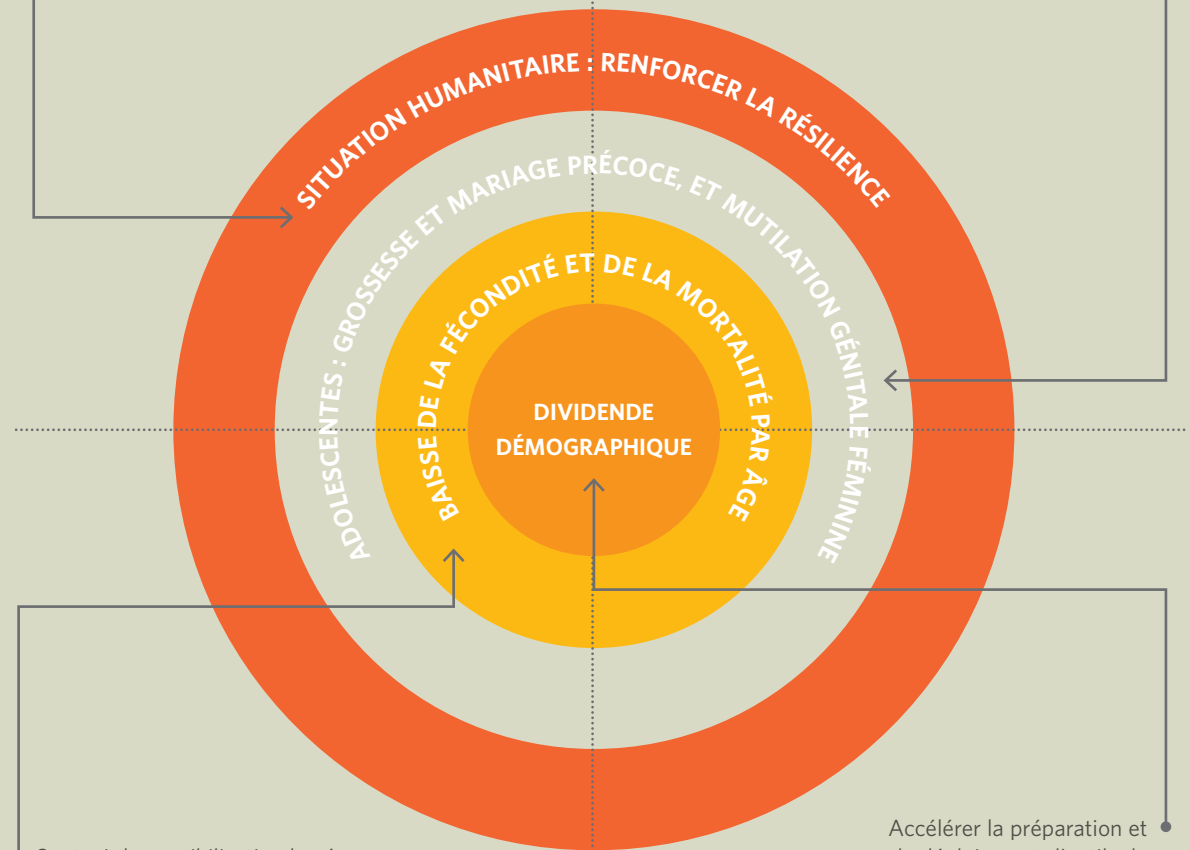 SITUATION HUMANITAIRE : RENFORCER LA RÉSILIENCE
ADOLESCENTES : GROSSESSE ET MARIAGE PRÉCOCE, ET MUTILATION GÉNITALE FÉMININE
BAISSE DE LA FÉCONDITÉ ET DE LA MORTALITÉ PAR ÂGE
DIVIDENDE
DÉMOGRAPHIQUE
Accélérer la préparation et